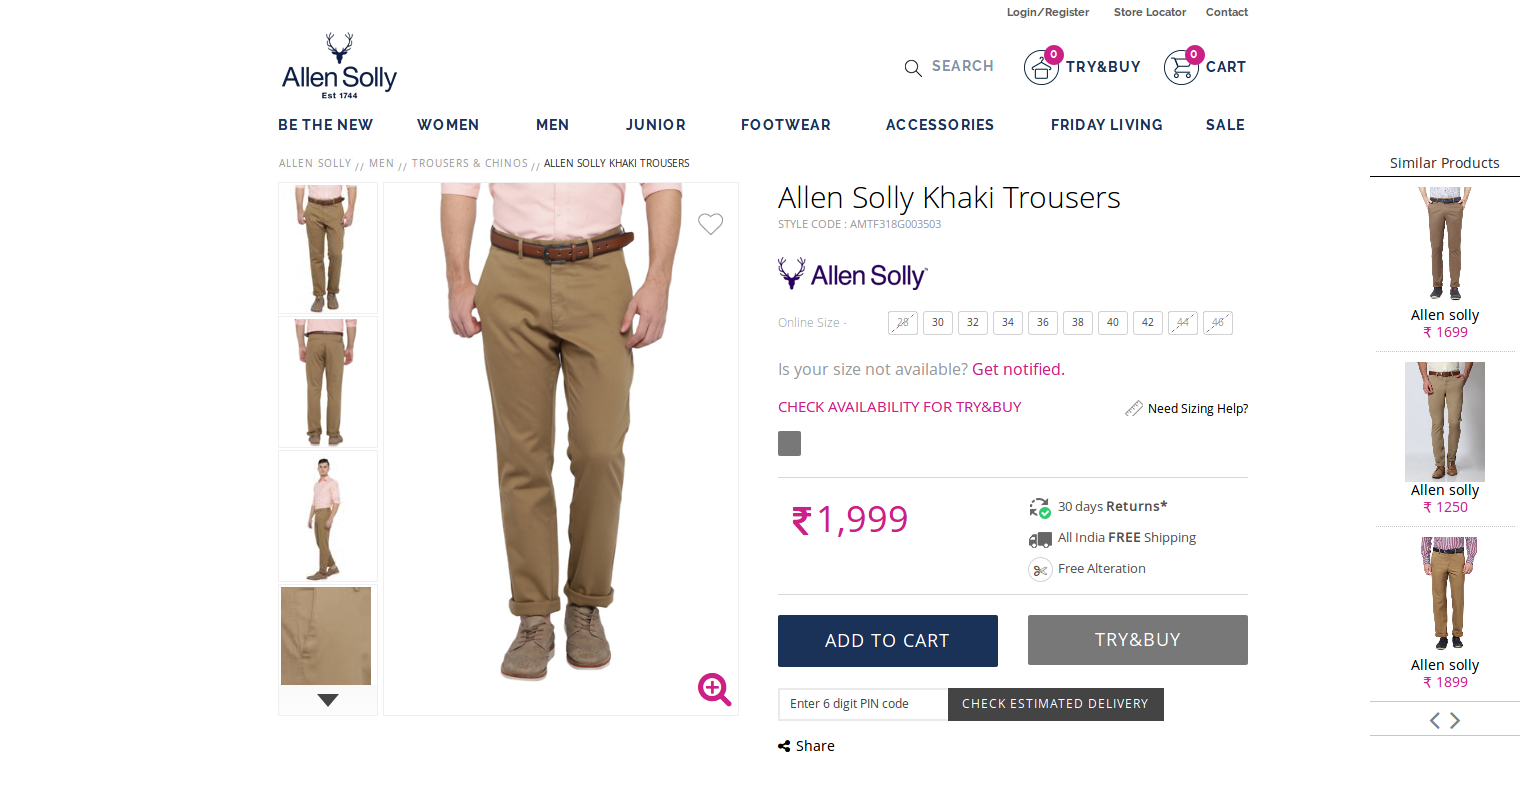 Login/Register Store Locator Contact
Allen Solly
Est 1744
SEARCH 0 TRY&BUY 0 CART
BE THE NEW WOMEN MEN JUNIOR FOOTWEAR ACCESSORIES FRIDAY LIVING SALE
ALLEN SOLLY // MEN // TROUSERS & CHINOS // ALLEN SOLLY KHAKI TROUSERS
Allen Solly Khaki Trousers
STYLE CODE : AMTF318G003503
Allen Solly™
Online Size - 28 30 32 34 36 38 40 42 44 46
Is your size not available? Get notified.
CHECK AVAILABILITY FOR TRY&BUY
Need Sizing Help?
₹ 1,999
30 days Returns*
All India FREE Shipping
Free Alteration
ADD TO CART TRY&BUY
Enter 6 digit PIN code CHECK ESTIMATED DELIVERY
Share
Similar Products
Allen solly
₹ 1699
Allen solly
₹ 1250
Allen solly
₹ 1899